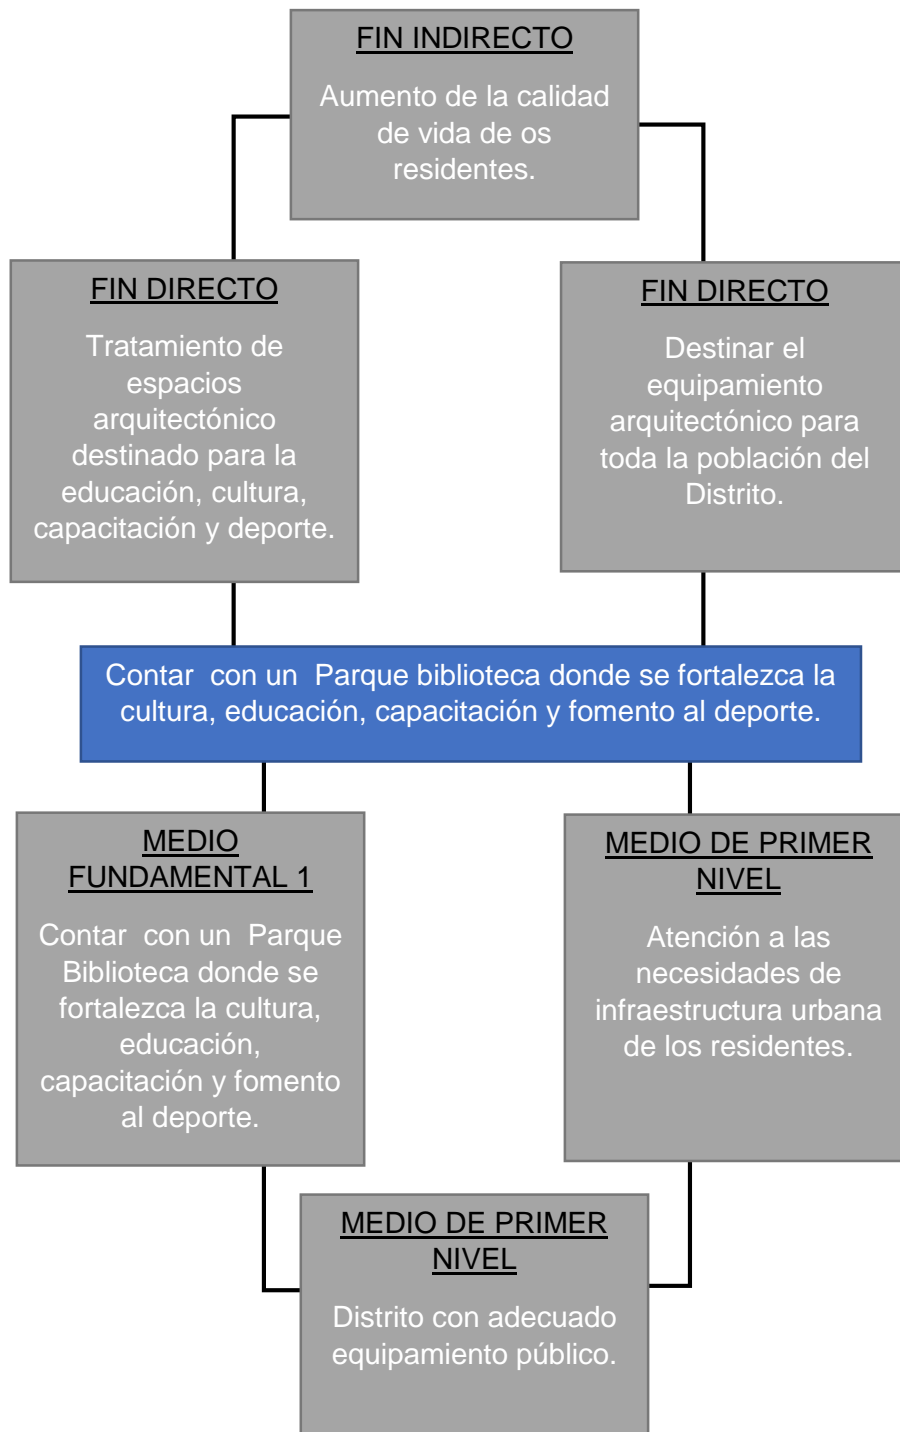 FIN INDIRECTO
Aumento de la calidad
de vida de os
residentes.
FIN DIRECTO
Tratamiento de
espacios
arquitectónico
destinado para la
educación, cultura,
capacitación y deporte.
FIN DIRECTO
Destinar el
equipamiento
arquitectónico para
toda la población del
Distrito.
Contar con un Parque biblioteca donde se fortalezca la
cultura, educación, capacitación y fomento al deporte.
MEDIO
FUNDAMENTAL 1
Contar con un Parque
Biblioteca donde se
fortalezca la cultura,
educación,
capacitación y fomento
al deporte.
MEDIO DE PRIMER
NIVEL
Atención a las
necesidades de
infraestructura urbana
de los residentes.
MEDIO DE PRIMER
NIVEL
Distrito con adecuado
equipamiento público.